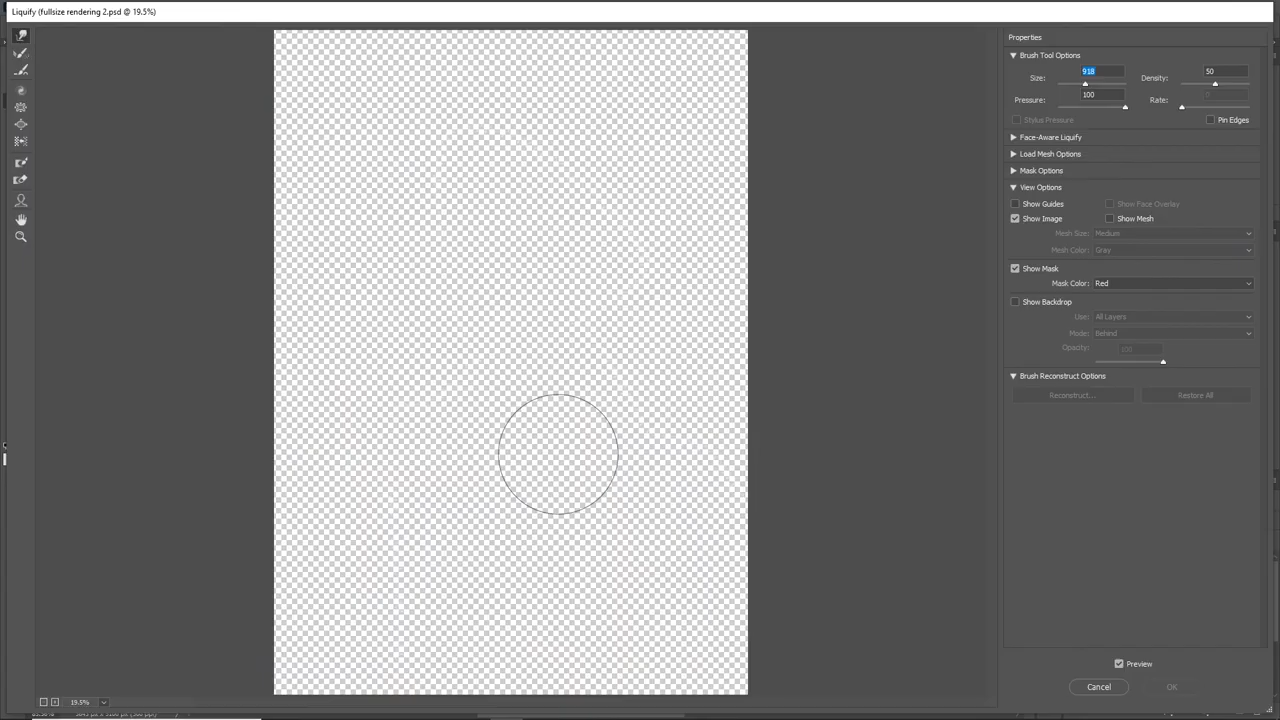 Liquify (fullsize rendering 2.psd @ 19.5%)
Properties
Brush Tool Options
Size: 918 Density: 50
Pressure: 100 Rate: 0
Stylus Pressure Pin Edges
Face-Aware Liquify
Load Mesh Options
Mask Options
View Options
Show Guides Show Face Overlay
Show Image Show Mesh
Mesh Size: Medium
Mesh Color: Gray
Show Mask
Mask Color: Red
Show Backdrop
Use: All Layers
Mode: Behind
Opacity: 100
Brush Reconstruct Options
Reconstruct... Restore All
Preview
Cancel OK
19.5%